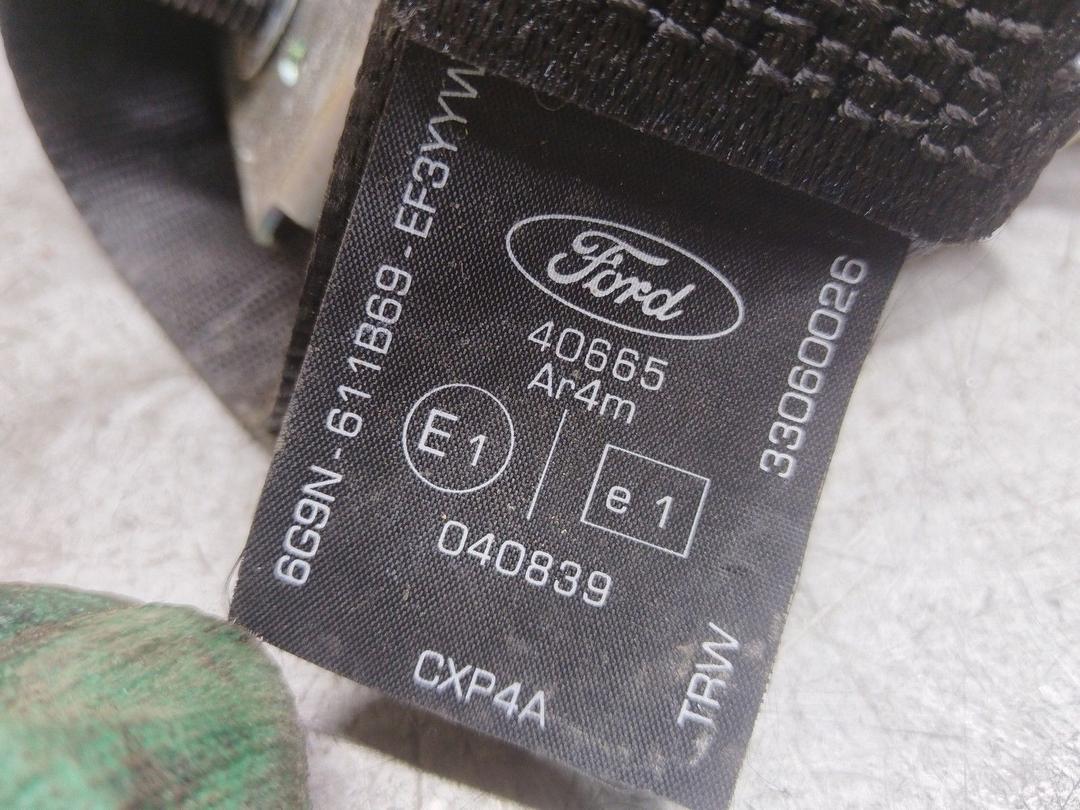 6G9N-611B69-EF3YYW
Ford
40665
Ar4m
E1
e1
040839
33060026
CXP4A
TRW